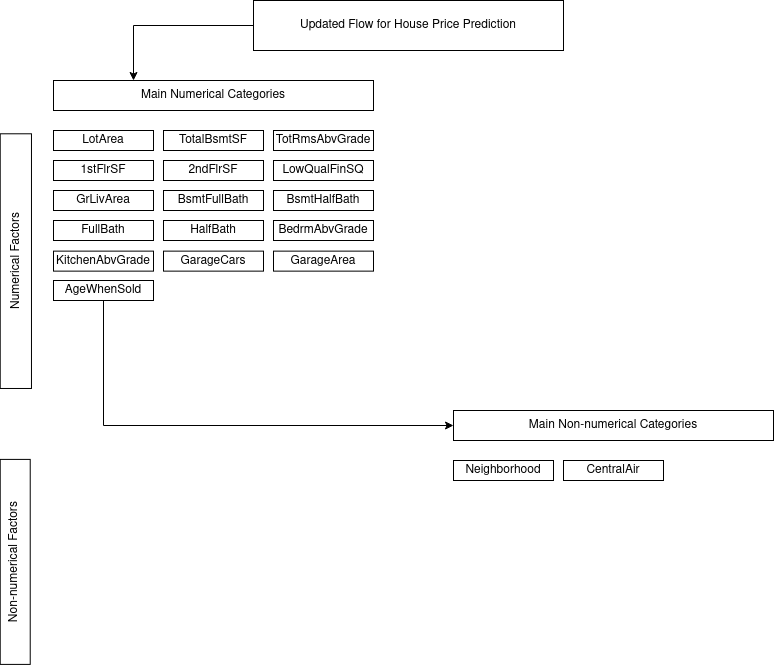 Updated Flow for House Price Prediction
Main Numerical Categories
Numerical Factors
LotArea
TotalBsmtSF
TotRmsAbvGrade
1stFlrSF
2ndFlrSF
LowQualFinSQ
GrLivArea
BsmtFullBath
BsmtHalfBath
FullBath
HalfBath
BedrmAbvGrade
KitchenAbvGrade
GarageCars
GarageArea
AgeWhenSold
Main Non-numerical Categories
Non-numerical Factors
Neighborhood
CentralAir